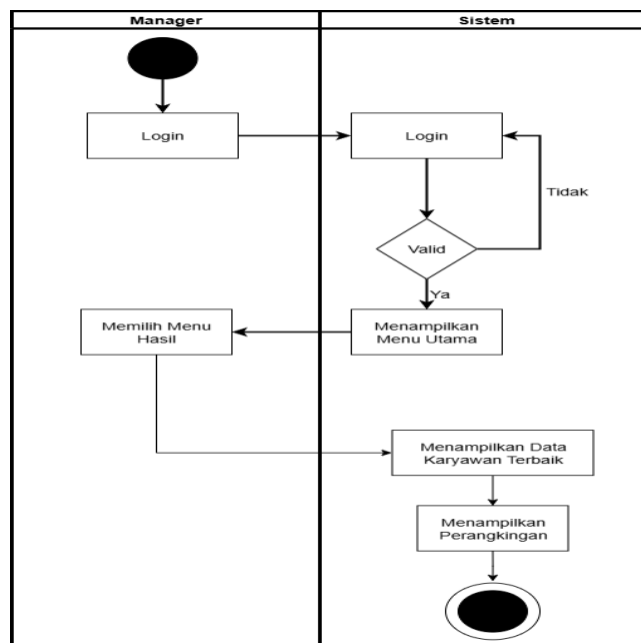 Manager
Sistem
Login
Login
Tidak
Valid
Ya
Memilih Menu
Hasil
Menampilkan
Menu Utama
Menampilkan Data
Karyawan Terbaik
Menampilkan
Perangkingan